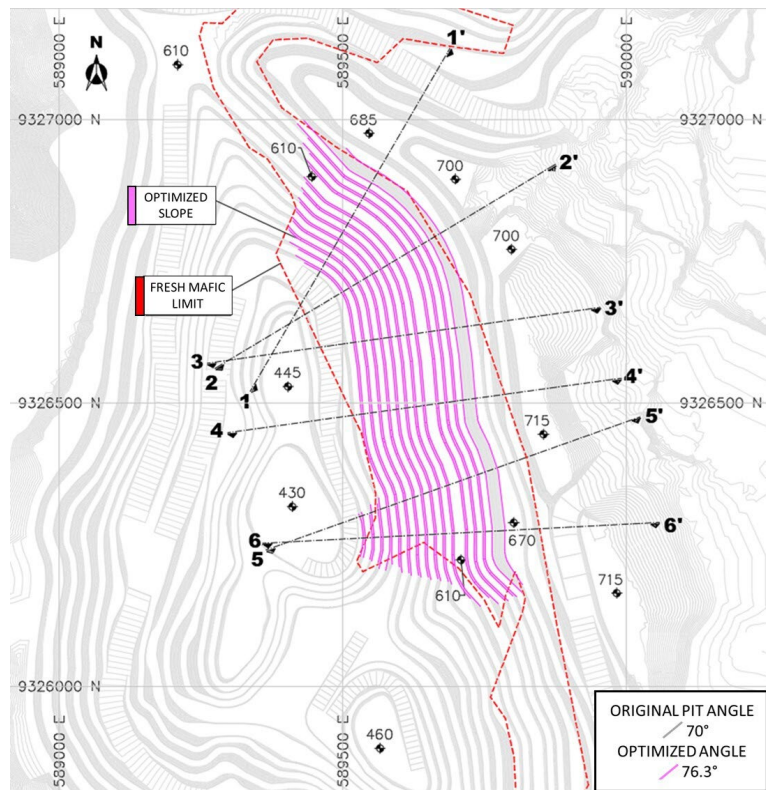 589000 E
589500 E
590000 E
1'
610
N
9327000 N
9327000 N
685
610
700
2'
OPTIMIZED
SLOPE
700
FRESH MAFIC
LIMIT
3'
3
2
445
4'
1
9326500 N
9326500 N
5'
4
715
430
6'
6
5
670
610
715
9326000 N
9326000 N
460
589000 E
589500 E
ORIGINAL PIT ANGLE
70°
OPTIMIZED ANGLE
76.3°